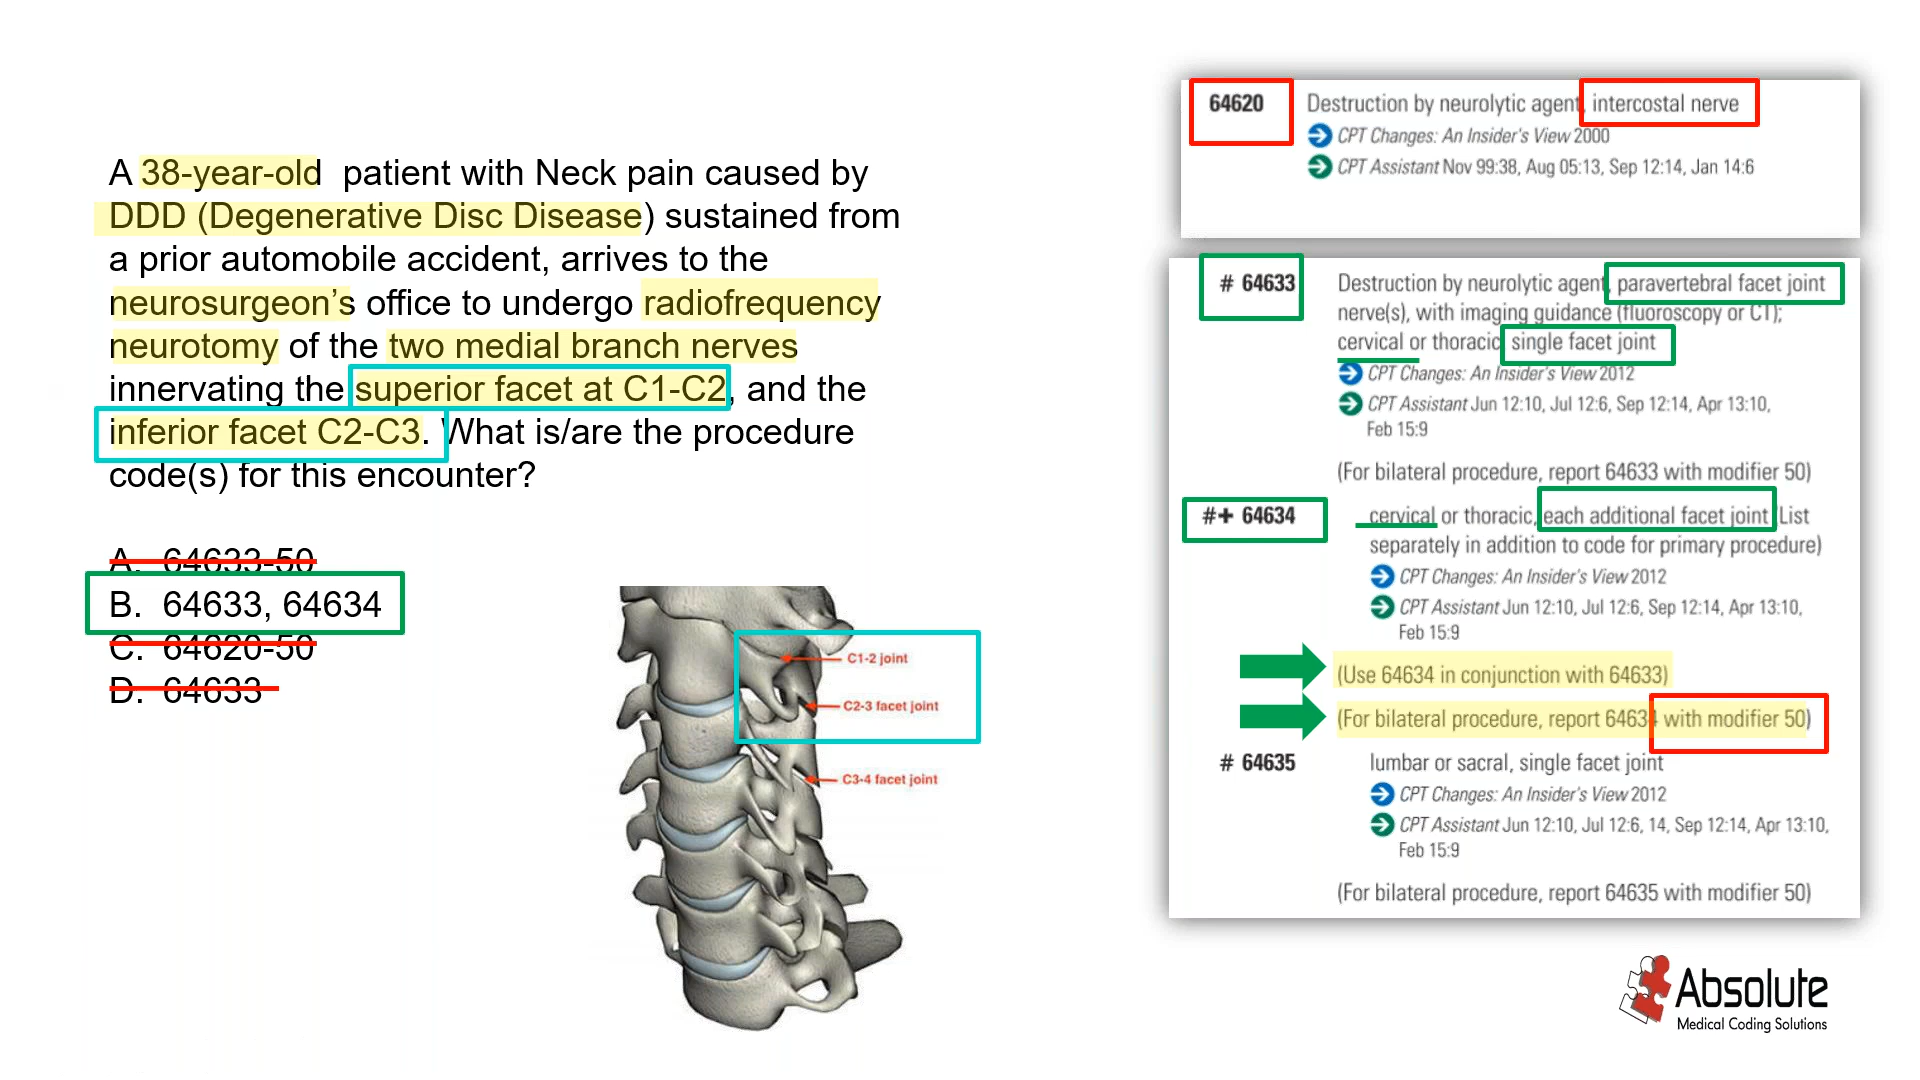 A 38-year-old patient with Neck pain caused by
DDD (Degenerative Disc Disease) sustained from
a prior automobile accident, arrives to the
neurosurgeon’s office to undergo radiofrequency
neurotomy of the two medial branch nerves
innervating the superior facet at C1-C2, and the
inferior facet C2-C3. What is/are the procedure
code(s) for this encounter?
A. 64633-50
B. 64633, 64634
C. 64620-50
D. 64633
C1-2 joint
C2-3 facet joint
C3-4 facet joint
64620 Destruction by neurolytic agent, intercostal nerve
CPT Changes: An Insider's View 2000
CPT Assistant Nov 99:38, Aug 05:13, Sep 12:14, Jan 14:6
# 64633 Destruction by neurolytic agent, paravertebral facet joint
nerve(s), with imaging guidance (fluoroscopy or CT);
cervical or thoracic, single facet joint
CPT Changes: An Insider's View 2012
CPT Assistant Jun 12:10, Jul 12:6, Sep 12:14, Apr 13:10,
Feb 15:9
(For bilateral procedure, report 64633 with modifier 50)
#+ 64634 cervical or thoracic, each additional facet joint (List
separately in addition to code for primary procedure)
CPT Changes: An Insider's View 2012
CPT Assistant Jun 12:10, Jul 12:6, Sep 12:14, Apr 13:10,
Feb 15:9
(Use 64634 in conjunction with 64633)
(For bilateral procedure, report 64634 with modifier 50)
# 64635 lumbar or sacral, single facet joint
CPT Changes: An Insider's View 2012
CPT Assistant Jun 12:10, Jul 12:6, 14, Sep 12:14, Apr 13:10,
Feb 15:9
(For bilateral procedure, report 64635 with modifier 50)
Absolute
Medical Coding Solutions